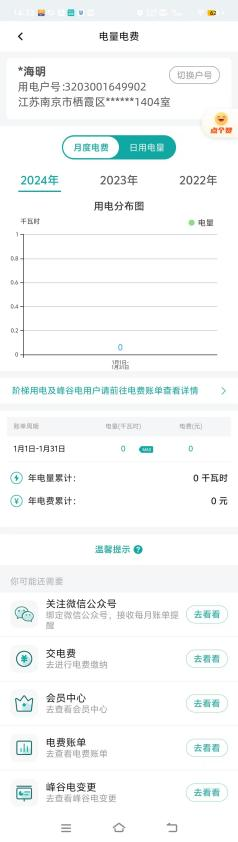 电量电费
*海明
切换户号
用电户号:3203001649902
江苏南京市栖霞区******1404室
点个赞
月度电费 日用电量
2024年 2023年 2022年
用电分布图
千瓦时 电量
1
0.8
0.6
0.4
0.2
0
0
阶梯用电及峰谷电用户请前往电费账单查看详情
账单周期 电量(千瓦时) 电费(元)
1月1日-1月31日 0 MAX 0
年电量累计: 0 千瓦时
年电费累计: 0 元
温馨提示 ?
你可能还需要
关注微信公众号
绑定微信公众号，接收每月账单提
醒
去看看
交电费
去进行电费缴纳
去看看
会员中心
去查看会员中心
去看看
电费账单
去查看电费账单
去看看
峰谷电变更
去查看峰谷电变更
去看看